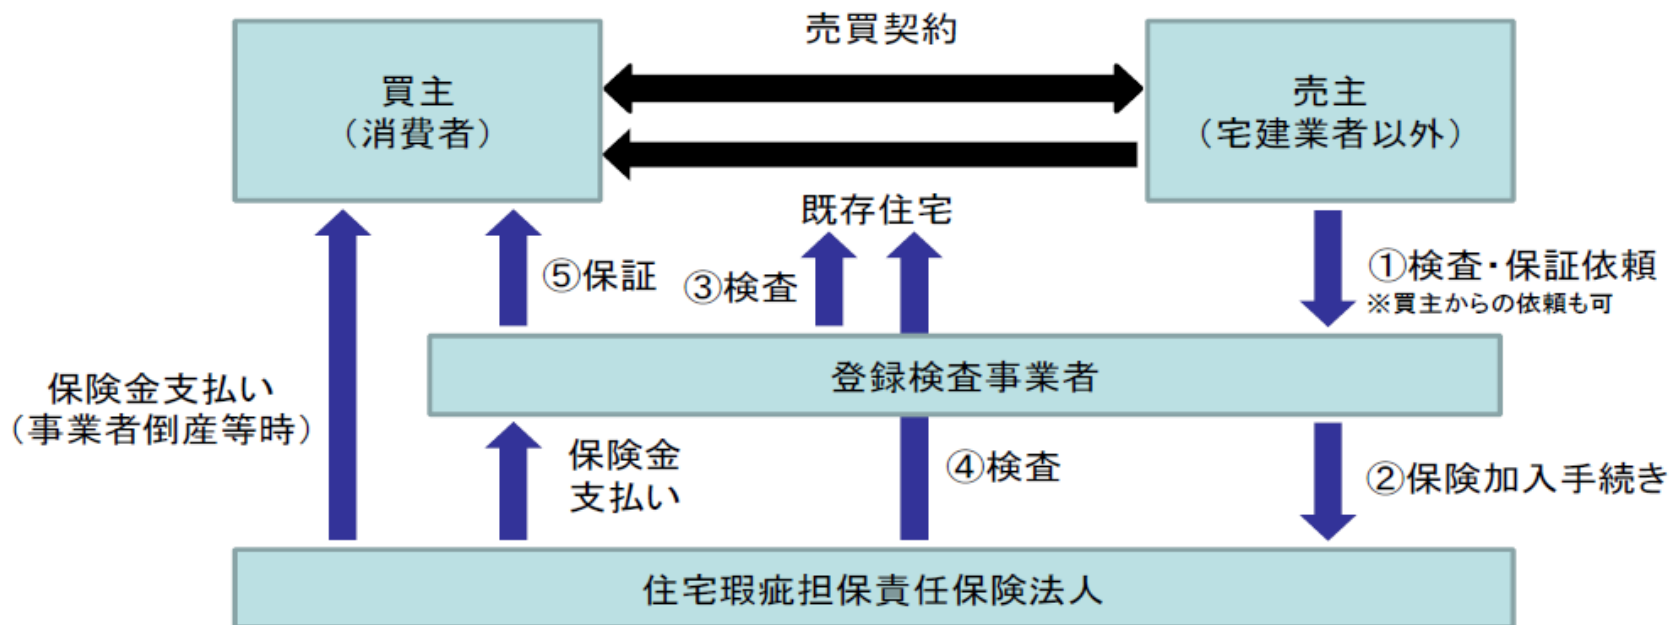 売買契約
買主
（消費者）
売主
（宅建業者以外）
既存住宅
⑤保証
③検査
①検査・保証依頼
※買主からの依頼も可
登録検査事業者
保険金支払い
（事業者倒産等時）
保険金
支払い
④検査
②保険加入手続き
住宅瑕疵担保責任保険法人